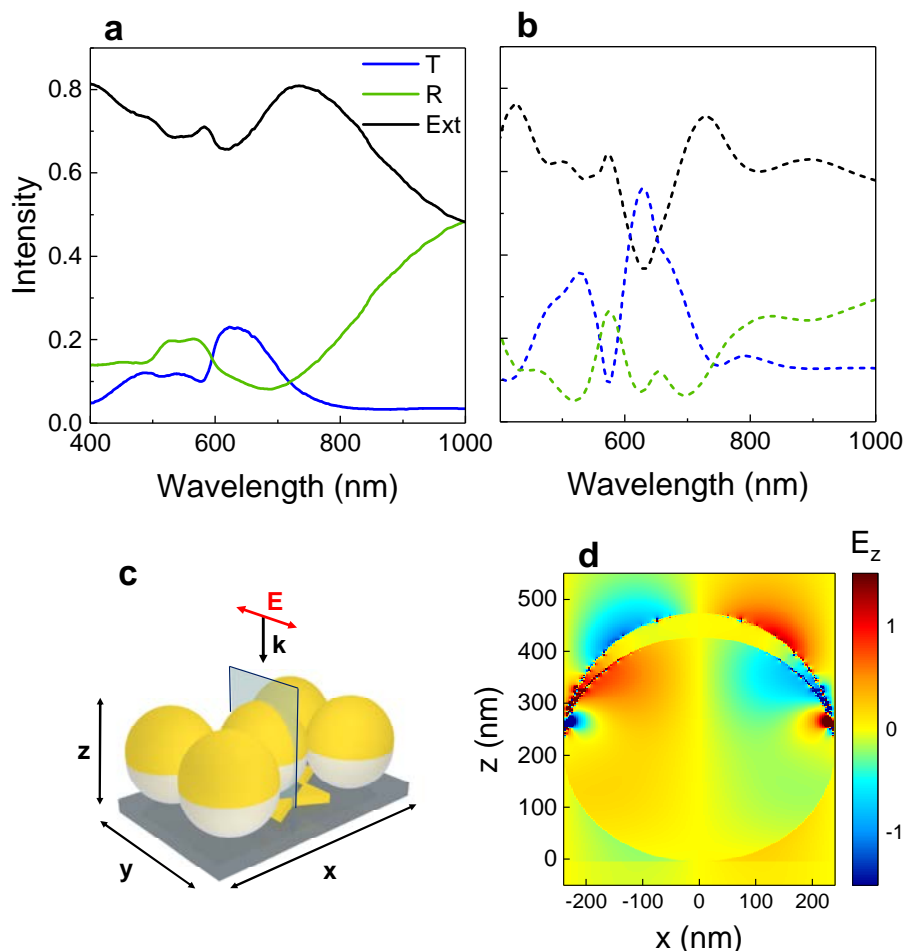 a
b
T
R
Ext
0.8
0.6
0.4
0.2
0.0
Intensity
400 600 800 1000
600 800 1000
Wavelength (nm)
Wavelength (nm)
c
E
k
z
y
x
d
E_z
500
400
300
200
100
0
z (nm)
-200 -100 0 100
x (nm)
1
0
-1